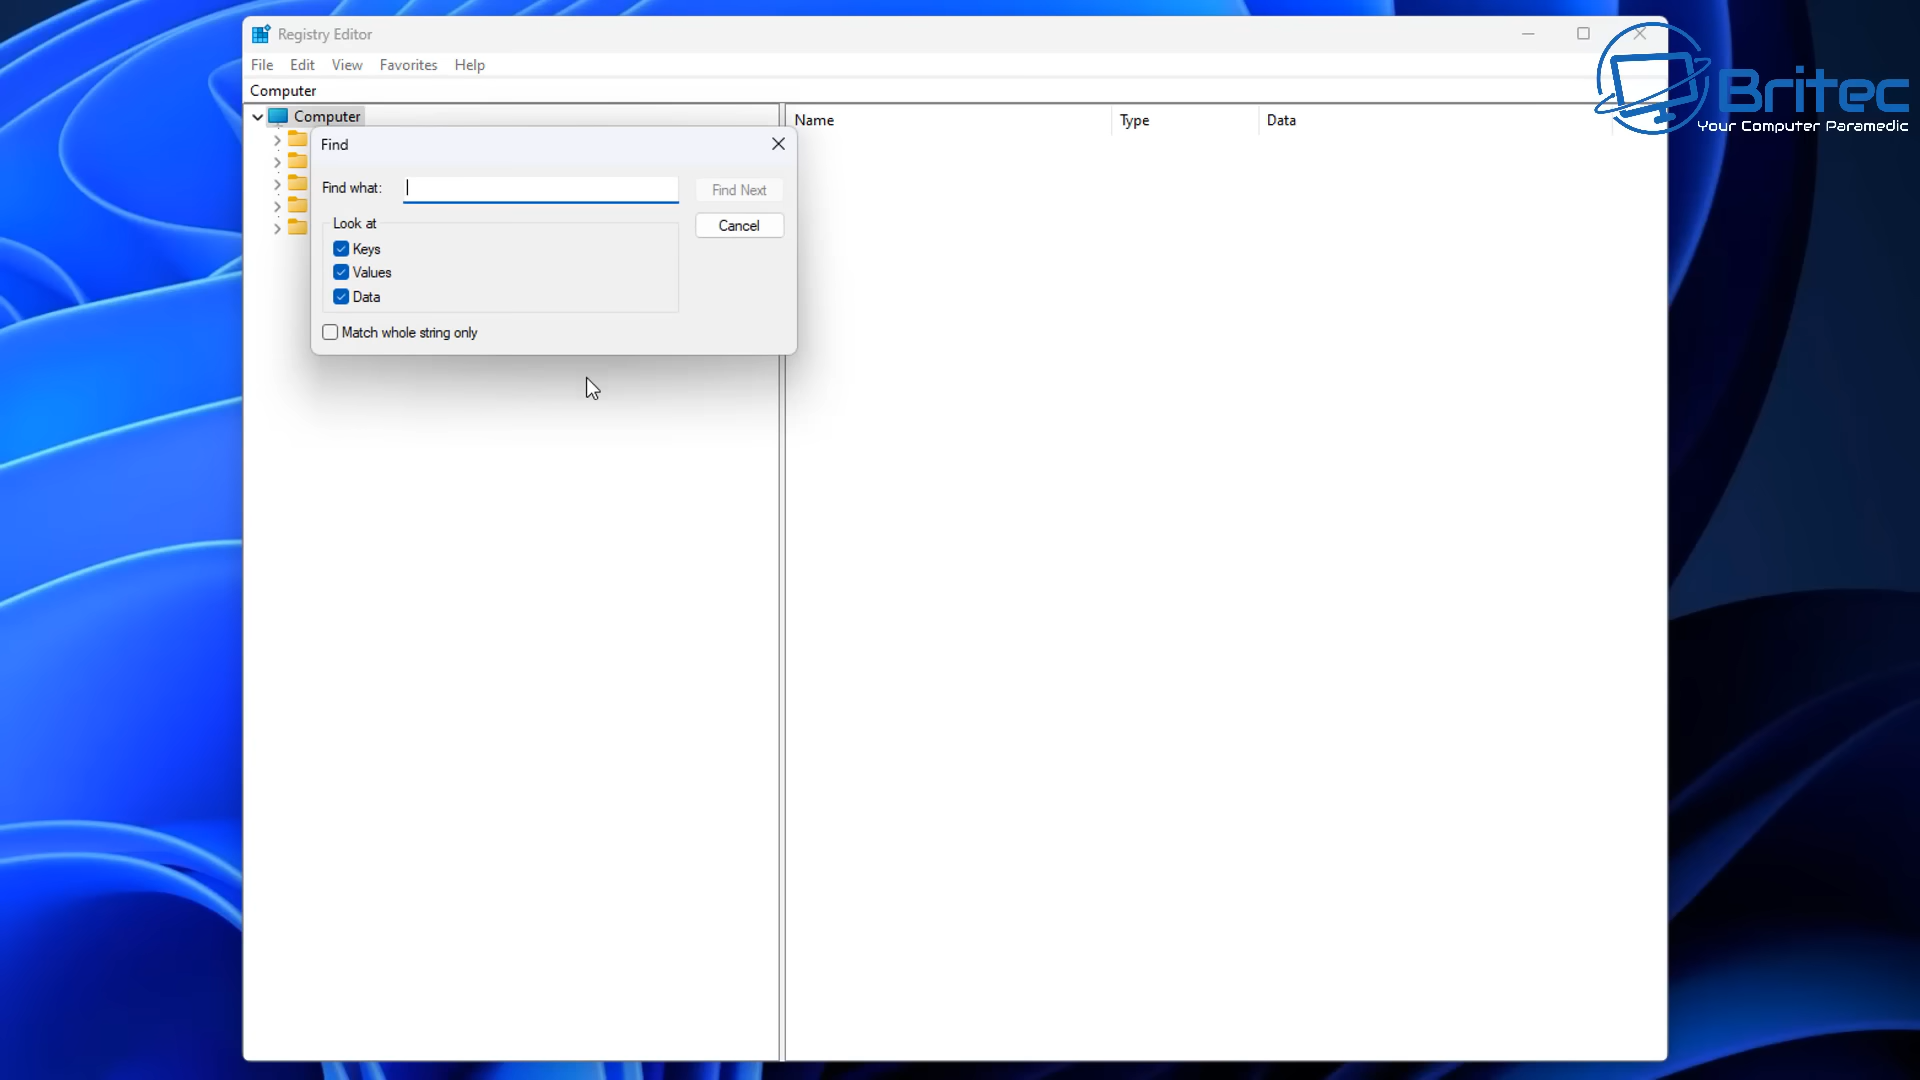 Registry Editor
File Edit View Favorites Help
Computer
Computer
Name Type Data
Find
Find what:
Find Next
Look at
Cancel
Keys
Values
Data
Match whole string only
Britec
Your Computer Paramedic